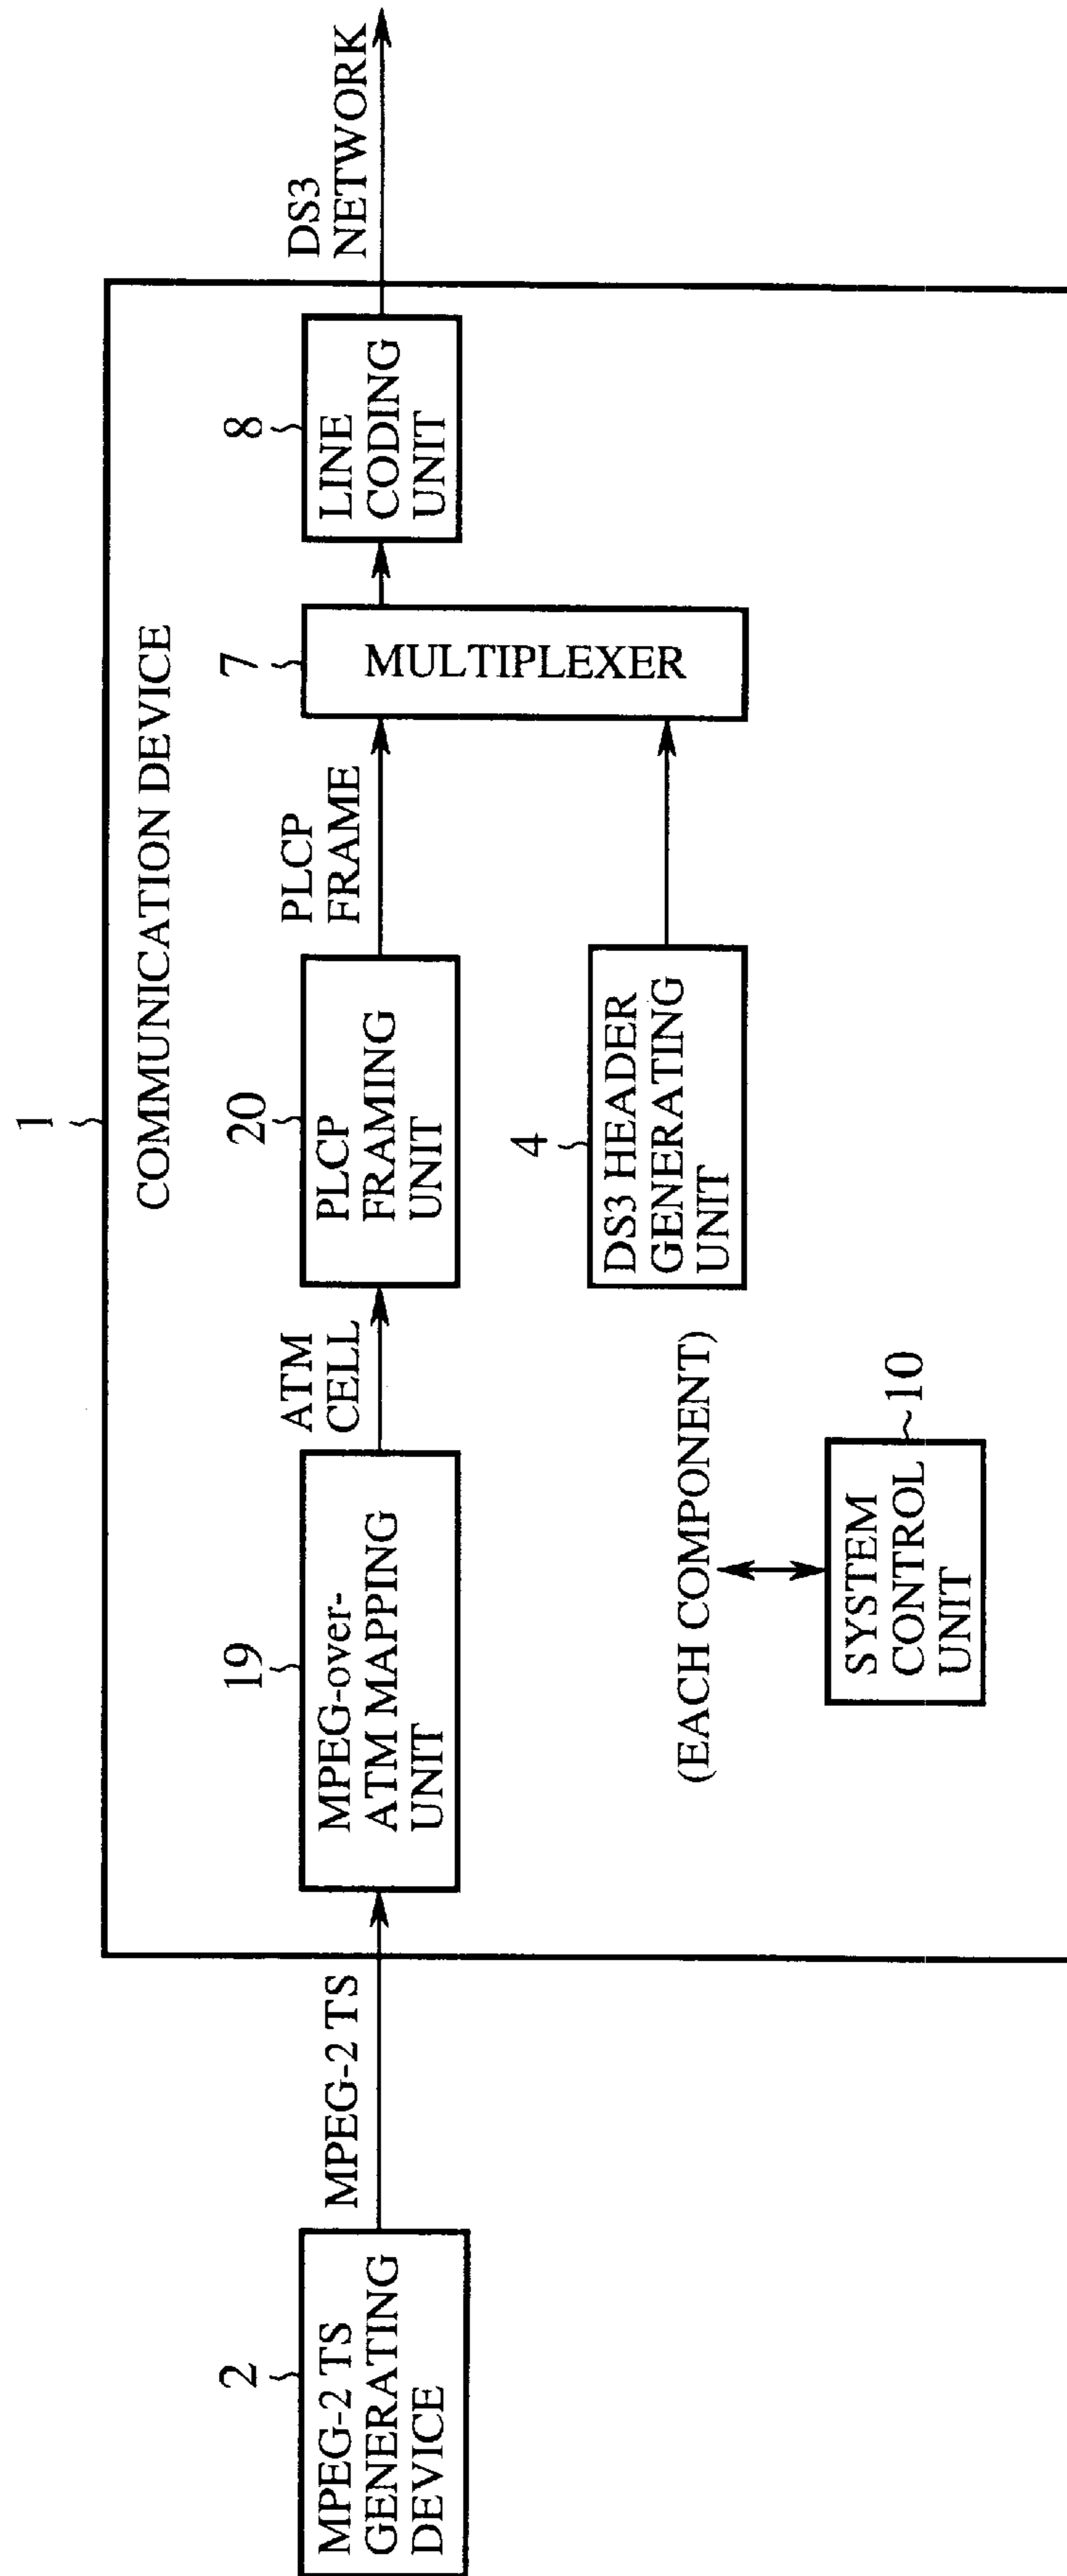 1
COMMUNICATION DEVICE
2
MPEG-2 TS
GENERATING
DEVICE
MPEG-2 TS
19
MPEG-over-
ATM MAPPING
UNIT
ATM
CELL
20
PLCP
FRAMING
UNIT
PLCP
FRAME
7
MULTIPLEXER
8
LINE
CODING
UNIT
DS3
NETWORK
4
DS3 HEADER
GENERATING
UNIT
(EACH COMPONENT)
SYSTEM
CONTROL
UNIT
10